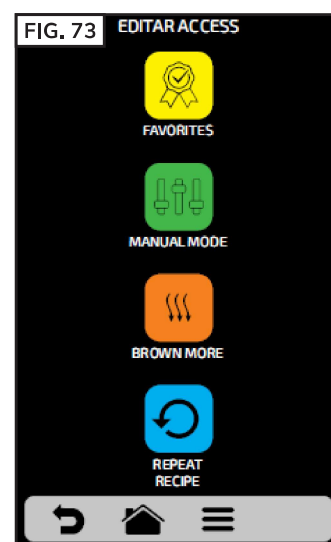 FIG. 73
EDITAR ACCESS
FAVORITES
MANUAL MODE
BROWN MORE
REPEAT
RECIPE